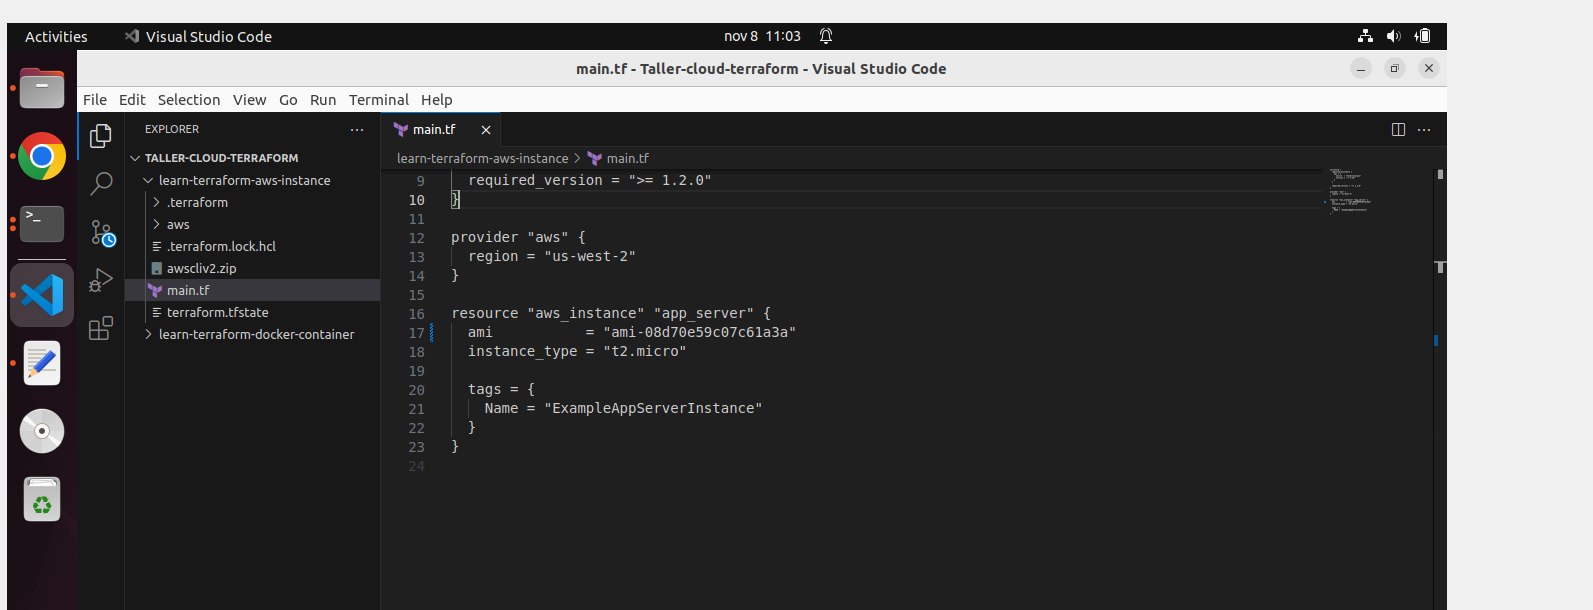 Activities
Visual Studio Code
nov 8 11:03
main.tf - Taller-cloud-terraform - Visual Studio Code
File Edit Selection View Go Run Terminal Help
EXPLORER
TALLER-CLOUD-TERRAFORM
learn-terraform-aws-instance
.terraform
aws
.terraform.lock.hcl
awscliv2.zip
main.tf
terraform.tfstate
learn-terraform-docker-container
main.tf
learn-terraform-aws-instance > main.tf
9 required_version = ">= 1.2.0"
10 }
11
12 provider "aws" {
13 region = "us-west-2"
14 }
15
16 resource "aws_instance" "app_server" {
17 ami = "ami-08d70e59c07c61a3a"
18 instance_type = "t2.micro"
19
20 tags = {
21 Name = "ExampleAppServerInstance"
22 }
23 }
24